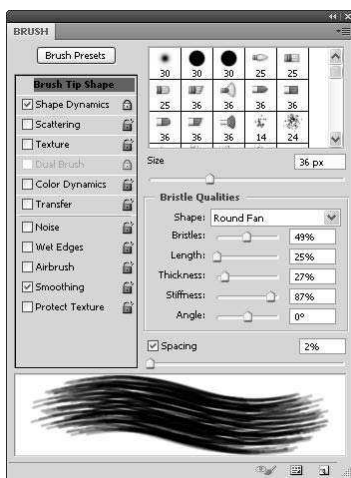 BRUSH
Brush Presets
Brush Tip Shape
Shape Dynamics
Scattering
Texture
Dual Brush
Color Dynamics
Transfer
Noise
Wet Edges
Airbrush
Smoothing
Protect Texture
30 30 30 25 25
25 36 36 36 36
36 36 36 14 24
Size 36 px
Bristle Qualities
Shape: Round Fan
Bristles: 49%
Length: 25%
Thickness: 27%
Stiffness: 87%
Angle: 0°
Spacing 2%